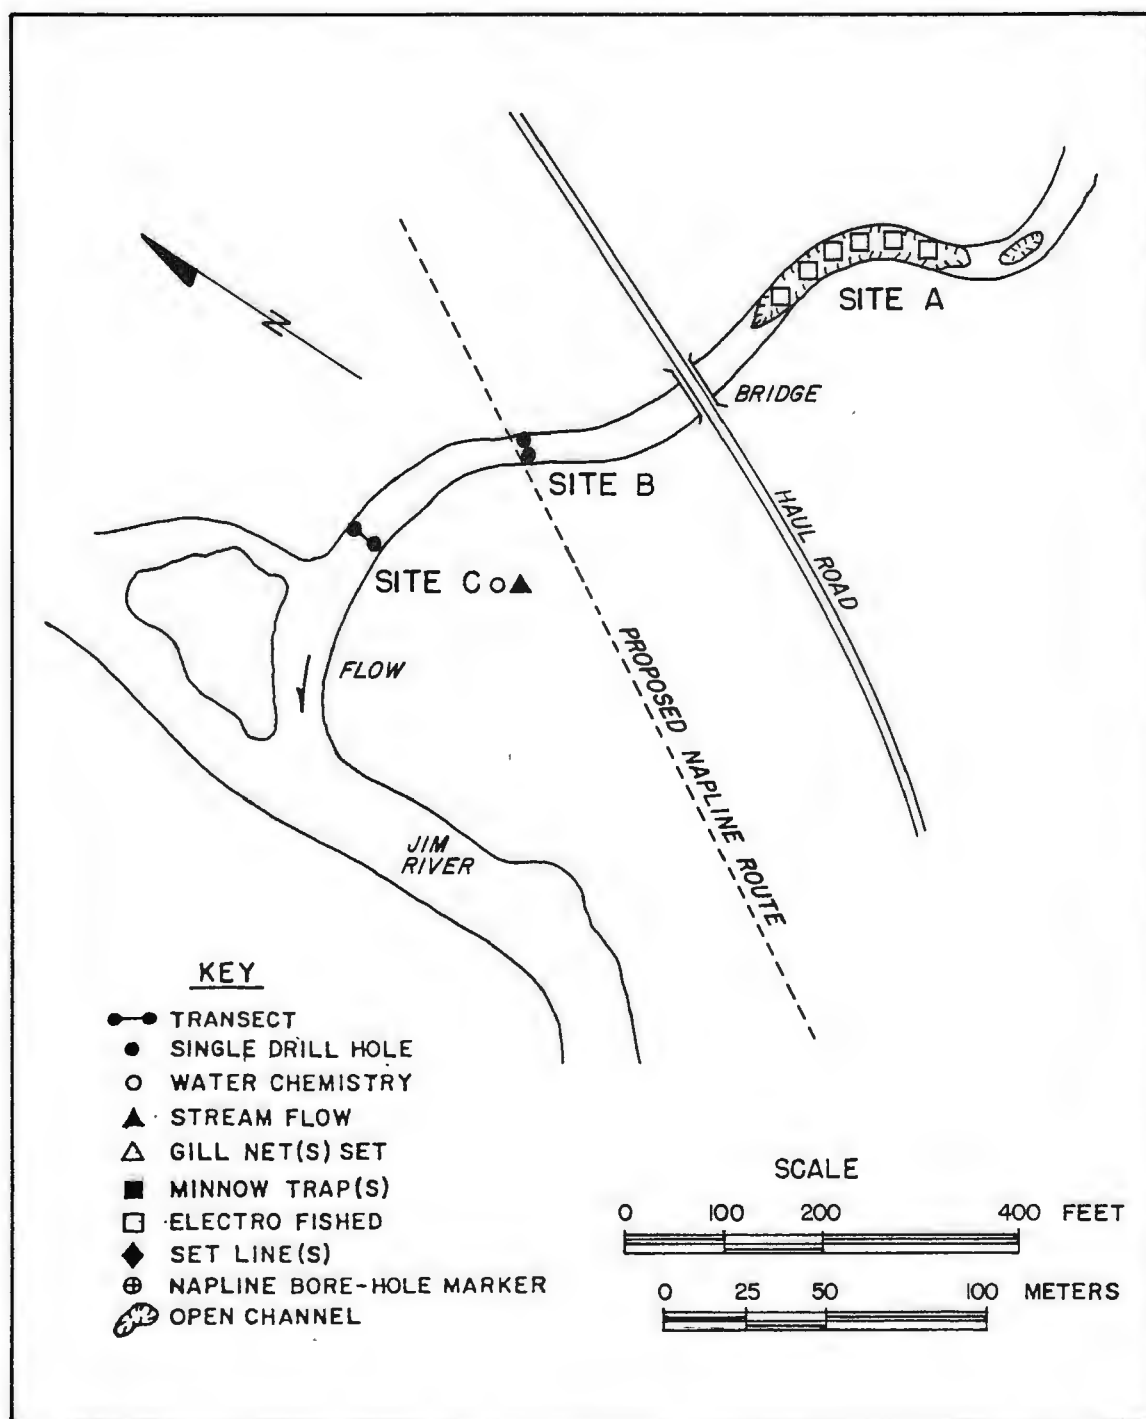 N
SITE A
BRIDGE
SITE B
HAUL ROAD
SITE C
FLOW
PROPOSED NAPLINE ROUTE
JIM
RIVER
KEY
TRANSECT
SINGLE DRILL HOLE
WATER CHEMISTRY
STREAM FLOW
GILL NET(S) SET
MINNOW TRAP(S)
ELECTRO FISHED
SET LINE(S)
NAPLINE BORE-HOLE MARKER
OPEN CHANNEL
SCALE
0 100 200 400 FEET
0 25 50 100 METERS